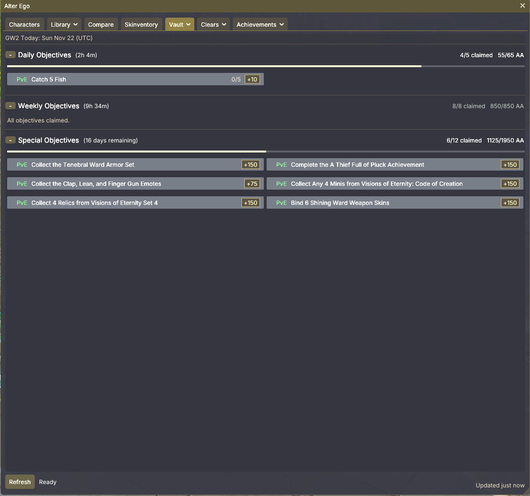 Alter Ego
Characters Library Compare Skinventory Vault Clears Achievements
GW2 Today: Sun Nov 22 (UTC)
- Daily Objectives (2h 4m) 4/5 claimed 55/65 AA
PvE Catch 5 Fish 0/5 +10
- Weekly Objectives (9h 34m) 8/8 claimed 850/850 AA
All objectives claimed.
- Special Objectives (16 days remaining) 6/12 claimed 1125/1950 AA
PvE Collect the Tenebral Ward Armor Set +150 PvE Complete the A Thief Full of Pluck Achievement +150
PvE Collect the Clap, Lean, and Finger Gun Emotes +75 PvE Collect Any 4 Minis from Visions of Eternity: Code of Creation +150
PvE Collect 4 Relics from Visions of Eternity Set 4 +150 PvE Bind 6 Shining Ward Weapon Skins +150
Refresh Ready Updated just now